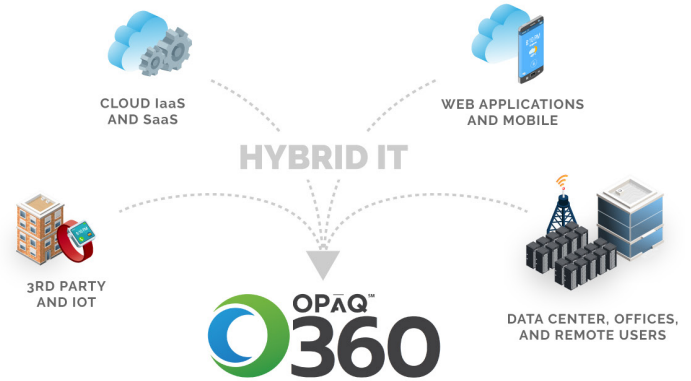 CLOUD IaaS
AND SaaS
WEB APPLICATIONS
AND MOBILE
HYBRID IT
3RD PARTY
AND IOT
DATA CENTER, OFFICES,
AND REMOTE USERS
OPĀQ™
360